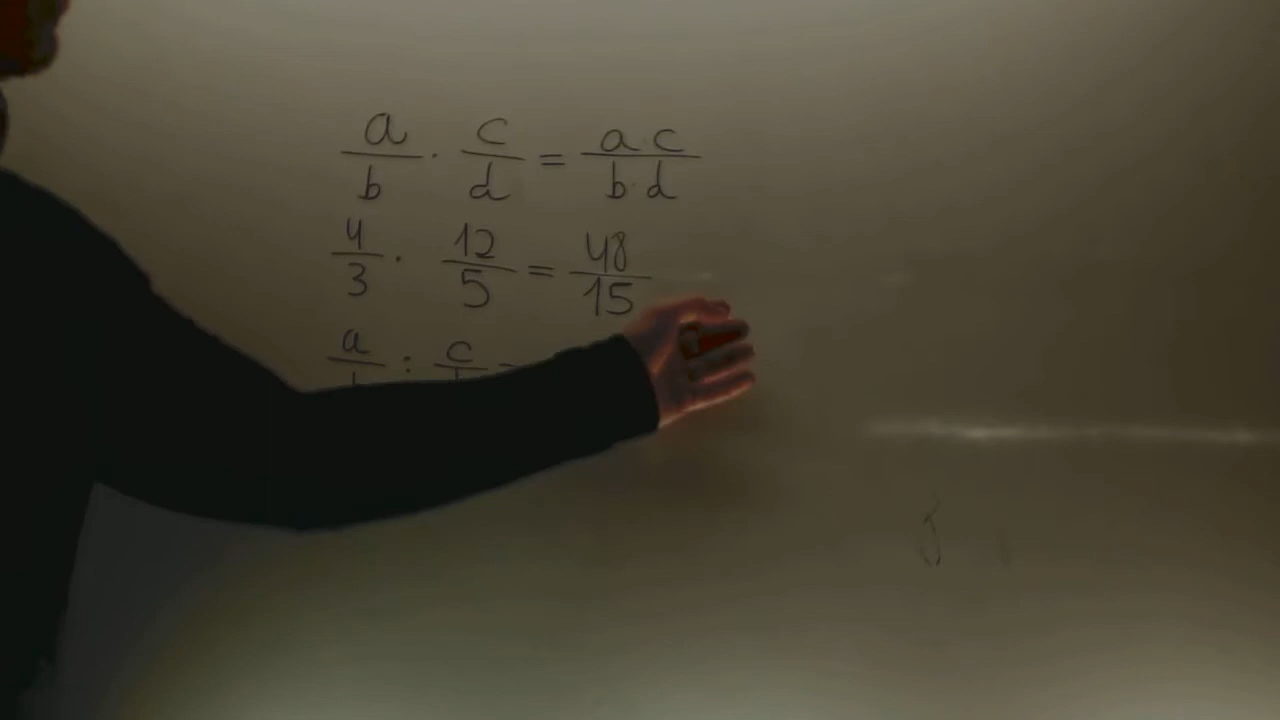 a/b · c/d = a·c/b·d
4/3 · 12/5 = 48/15
a/ : c/